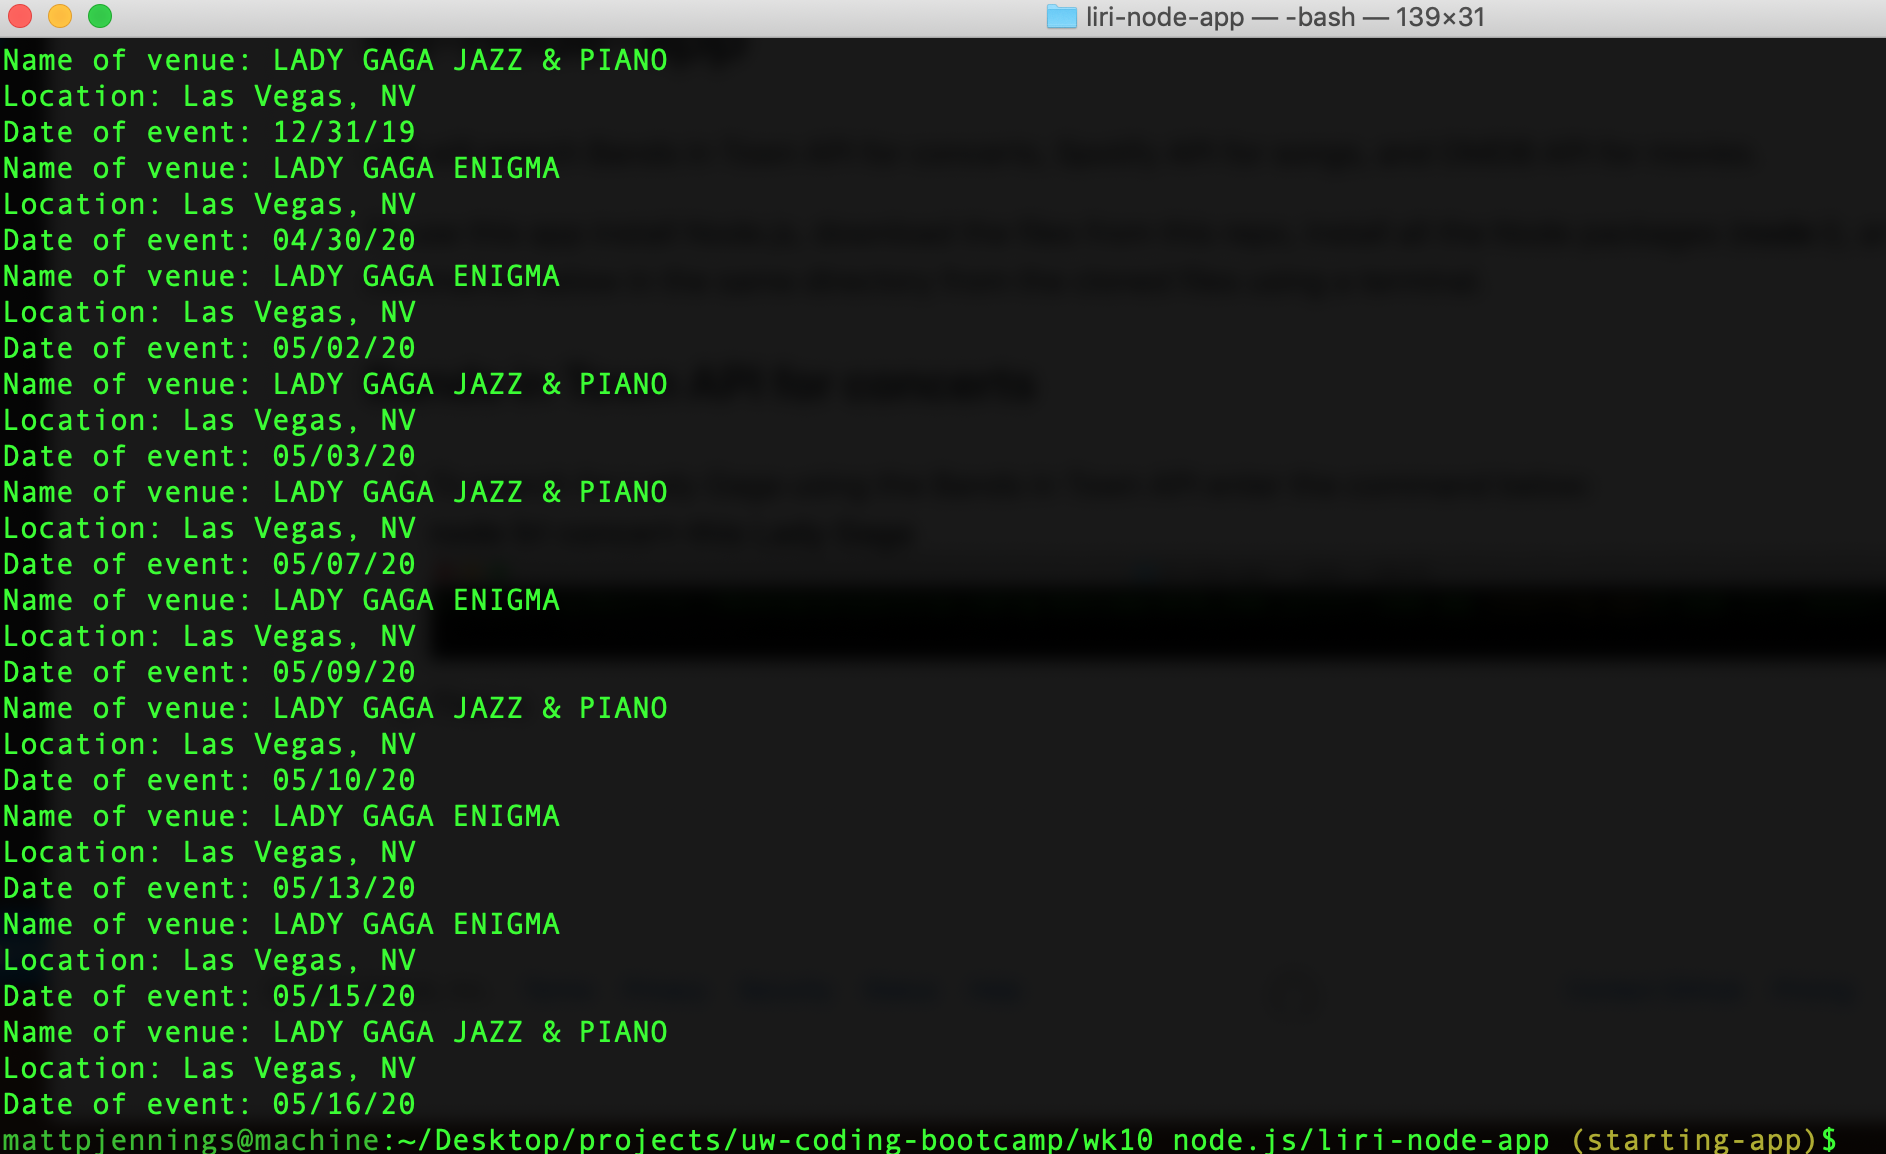 liri-node-app — -bash — 139×31
Name of venue: LADY GAGA JAZZ & PIANO
Location: Las Vegas, NV
Date of event: 12/31/19
Name of venue: LADY GAGA ENIGMA
Location: Las Vegas, NV
Date of event: 04/30/20
Name of venue: LADY GAGA ENIGMA
Location: Las Vegas, NV
Date of event: 05/02/20
Name of venue: LADY GAGA JAZZ & PIANO
Location: Las Vegas, NV
Date of event: 05/03/20
Name of venue: LADY GAGA JAZZ & PIANO
Location: Las Vegas, NV
Date of event: 05/07/20
Name of venue: LADY GAGA ENIGMA
Location: Las Vegas, NV
Date of event: 05/09/20
Name of venue: LADY GAGA JAZZ & PIANO
Location: Las Vegas, NV
Date of event: 05/10/20
Name of venue: LADY GAGA ENIGMA
Location: Las Vegas, NV
Date of event: 05/13/20
Name of venue: LADY GAGA ENIGMA
Location: Las Vegas, NV
Date of event: 05/15/20
Name of venue: LADY GAGA JAZZ & PIANO
Location: Las Vegas, NV
Date of event: 05/16/20
mattpjennings@machine:~/Desktop/projects/uw-coding-bootcamp/wk10 node.js/liri-node-app (starting-app)$